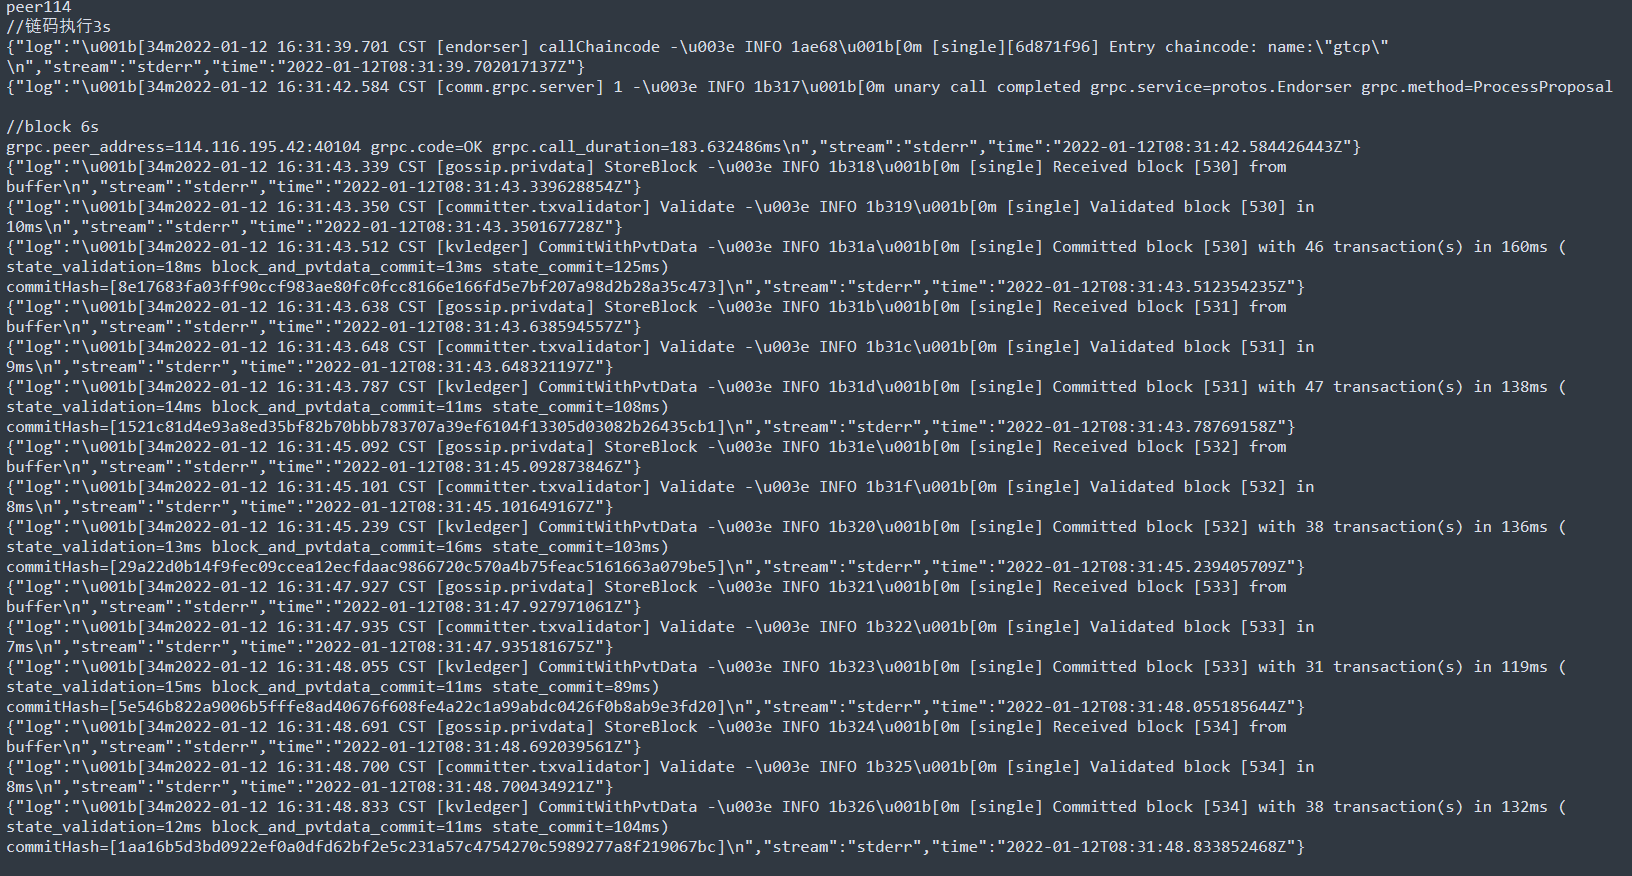 peer114
//链码执行3s
{"log":"\u001b[34m2022-01-12 16:31:39.701 CST [endorser] callChaincode -\u003e INFO 1ae68\u001b[0m [single][6d871f96] Entry chaincode: name:\"gtcp\"
\n","stream":"stderr","time":"2022-01-12T08:31:39.702017137Z"}
{"log":"\u001b[34m2022-01-12 16:31:42.584 CST [comm.grpc.server] 1 -\u003e INFO 1b317\u001b[0m unary call completed grpc.service=protos.Endorser grpc.method=ProcessProposal
//block 6s
grpc.peer_address=114.116.195.42:40104 grpc.code=OK grpc.call_duration=183.632486ms\n","stream":"stderr","time":"2022-01-12T08:31:42.584426443Z"}
{"log":"\u001b[34m2022-01-12 16:31:43.339 CST [gossip.privdata] StoreBlock -\u003e INFO 1b318\u001b[0m [single] Received block [530] from
buffer\n","stream":"stderr","time":"2022-01-12T08:31:43.339628854Z"}
{"log":"\u001b[34m2022-01-12 16:31:43.350 CST [committer.txvalidator] Validate -\u003e INFO 1b319\u001b[0m [single] Validated block [530] in
10ms\n","stream":"stderr","time":"2022-01-12T08:31:43.350167728Z"}
{"log":"\u001b[34m2022-01-12 16:31:43.512 CST [kvledger] CommitWithPvtData -\u003e INFO 1b31a\u001b[0m [single] Committed block [530] with 46 transaction(s) in 160ms (
state_validation=18ms block_and_pvtdata_commit=13ms state_commit=125ms)
commitHash=[8e17683fa03ff90ccf983ae80fc0fcc8166e166fd5e7bf207a98d2b28a35c473]\n","stream":"stderr","time":"2022-01-12T08:31:43.512354235Z"}
{"log":"\u001b[34m2022-01-12 16:31:43.638 CST [gossip.privdata] StoreBlock -\u003e INFO 1b31b\u001b[0m [single] Received block [531] from
buffer\n","stream":"stderr","time":"2022-01-12T08:31:43.638594557Z"}
{"log":"\u001b[34m2022-01-12 16:31:43.648 CST [committer.txvalidator] Validate -\u003e INFO 1b31c\u001b[0m [single] Validated block [531] in
9ms\n","stream":"stderr","time":"2022-01-12T08:31:43.648321197Z"}
{"log":"\u001b[34m2022-01-12 16:31:43.787 CST [kvledger] CommitWithPvtData -\u003e INFO 1b31d\u001b[0m [single] Committed block [531] with 47 transaction(s) in 138ms (
state_validation=14ms block_and_pvtdata_commit=11ms state_commit=108ms)
commitHash=[1521c81d4e93a8ed35bf82b70bbb783707a39ef6104f13305d03082b26435cb1]\n","stream":"stderr","time":"2022-01-12T08:31:43.78769158Z"}
{"log":"\u001b[34m2022-01-12 16:31:45.092 CST [gossip.privdata] StoreBlock -\u003e INFO 1b31e\u001b[0m [single] Received block [532] from
buffer\n","stream":"stderr","time":"2022-01-12T08:31:45.092873846Z"}
{"log":"\u001b[34m2022-01-12 16:31:45.101 CST [committer.txvalidator] Validate -\u003e INFO 1b31f\u001b[0m [single] Validated block [532] in
8ms\n","stream":"stderr","time":"2022-01-12T08:31:45.101649167Z"}
{"log":"\u001b[34m2022-01-12 16:31:45.239 CST [kvledger] CommitWithPvtData -\u003e INFO 1b320\u001b[0m [single] Committed block [532] with 38 transaction(s) in 136ms (
state_validation=13ms block_and_pvtdata_commit=16ms state_commit=103ms)
commitHash=[29a22d0b14f9fec09ccea12ecfdaac9866720c570a4b75feac5161663a079be5]\n","stream":"stderr","time":"2022-01-12T08:31:45.239405709Z"}
{"log":"\u001b[34m2022-01-12 16:31:47.927 CST [gossip.privdata] StoreBlock -\u003e INFO 1b321\u001b[0m [single] Received block [533] from
buffer\n","stream":"stderr","time":"2022-01-12T08:31:47.927971061Z"}
{"log":"\u001b[34m2022-01-12 16:31:47.935 CST [committer.txvalidator] Validate -\u003e INFO 1b322\u001b[0m [single] Validated block [533] in
7ms\n","stream":"stderr","time":"2022-01-12T08:31:47.935181675Z"}
{"log":"\u001b[34m2022-01-12 16:31:48.055 CST [kvledger] CommitWithPvtData -\u003e INFO 1b323\u001b[0m [single] Committed block [533] with 31 transaction(s) in 119ms (
state_validation=15ms block_and_pvtdata_commit=11ms state_commit=89ms)
commitHash=[5e546b822a9006b5fffe8ad40676f608fe4a22c1a99abdc0426f0b8ab9e3fd20]\n","stream":"stderr","time":"2022-01-12T08:31:48.055185644Z"}
{"log":"\u001b[34m2022-01-12 16:31:48.691 CST [gossip.privdata] StoreBlock -\u003e INFO 1b324\u001b[0m [single] Received block [534] from
buffer\n","stream":"stderr","time":"2022-01-12T08:31:48.692039561Z"}
{"log":"\u001b[34m2022-01-12 16:31:48.700 CST [committer.txvalidator] Validate -\u003e INFO 1b325\u001b[0m [single] Validated block [534] in
8ms\n","stream":"stderr","time":"2022-01-12T08:31:48.700434921Z"}
{"log":"\u001b[34m2022-01-12 16:31:48.833 CST [kvledger] CommitWithPvtData -\u003e INFO 1b326\u001b[0m [single] Committed block [534] with 38 transaction(s) in 132ms (
state_validation=12ms block_and_pvtdata_commit=11ms state_commit=104ms)
commitHash=[1aa16b5d3bd0922ef0a0dfd62bf2e5c231a57c4754270c5989277a8f219067bc]\n","stream":"stderr","time":"2022-01-12T08:31:48.833852468Z"}